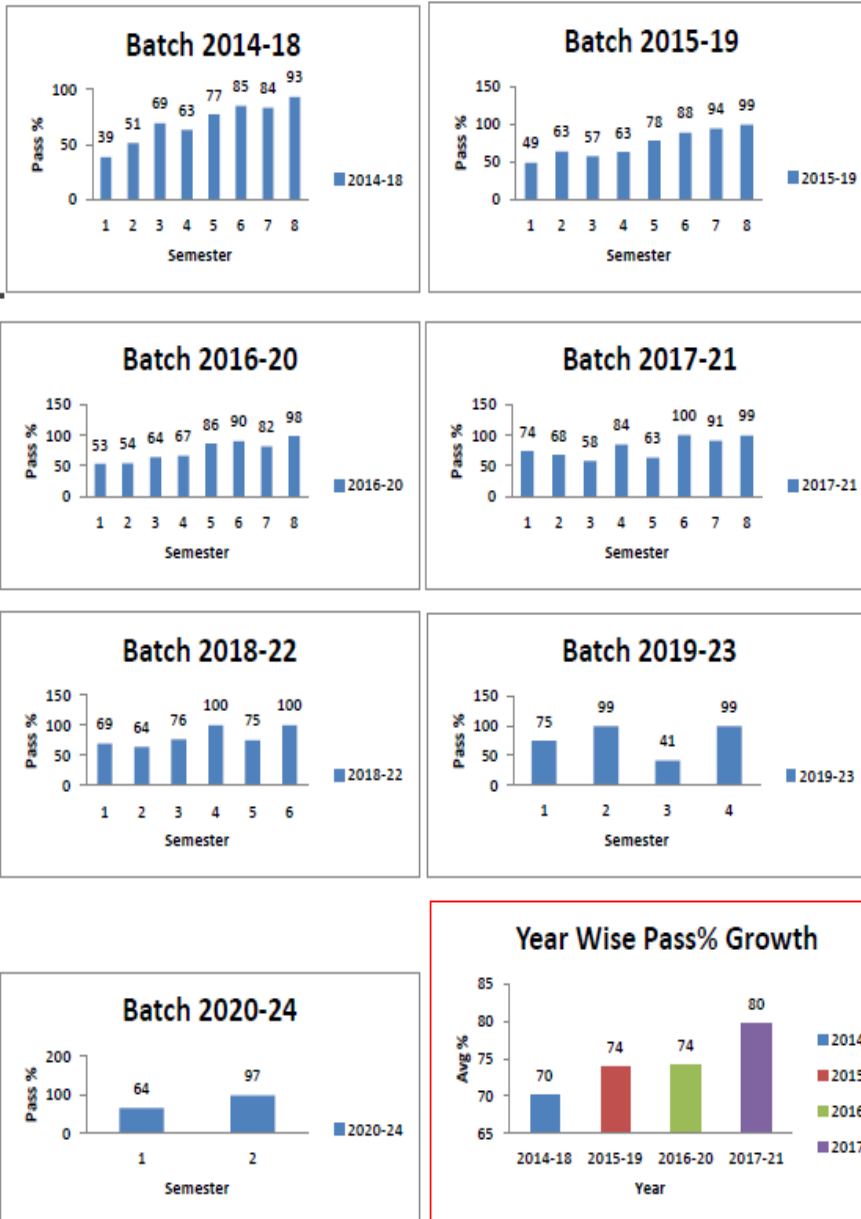 Batch 2014-18
Pass %
100
50
0
39 51 69 63 77 85 84 93
1 2 3 4 5 6 7 8
Semester
2014-18
Batch 2015-19
Pass %
150
100
50
0
49 63 57 63 78 88 94 99
1 2 3 4 5 6 7 8
Semester
2015-19
Batch 2016-20
Pass %
150
100
50
0
53 54 64 67 86 90 82 98
1 2 3 4 5 6 7 8
Semester
2016-20
Batch 2017-21
Pass %
150
100
50
0
74 68 58 84 63 100 91 99
1 2 3 4 5 6 7 8
Semester
2017-21
Batch 2018-22
Pass %
150
100
50
0
69 64 76 100 75 100
1 2 3 4 5 6
Semester
2018-22
Batch 2019-23
Pass %
150
100
50
0
75 99 41 99
1 2 3 4
Semester
2019-23
Batch 2020-24
Pass %
200
100
0
64 97
1 2
Semester
2020-24
Year Wise Pass% Growth
Avg %
85
80
75
70
65
70 74 74 80
2014-18 2015-19 2016-20 2017-21
Year
2014
2015
2016
2017